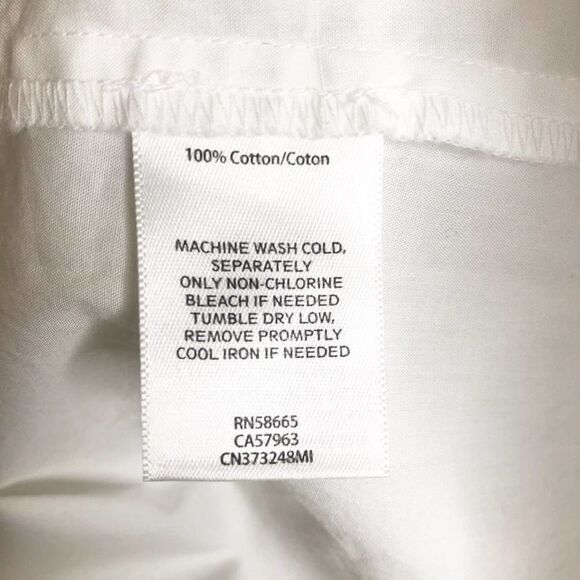 100% Cotton/Coton
MACHINE WASH COLD,
SEPARATELY
ONLY NON-CHLORINE
BLEACH IF NEEDED
TUMBLE DRY LOW,
REMOVE PROMPTLY
COOL IRON IF NEEDED
RN58665
CA57963
CN373248MI